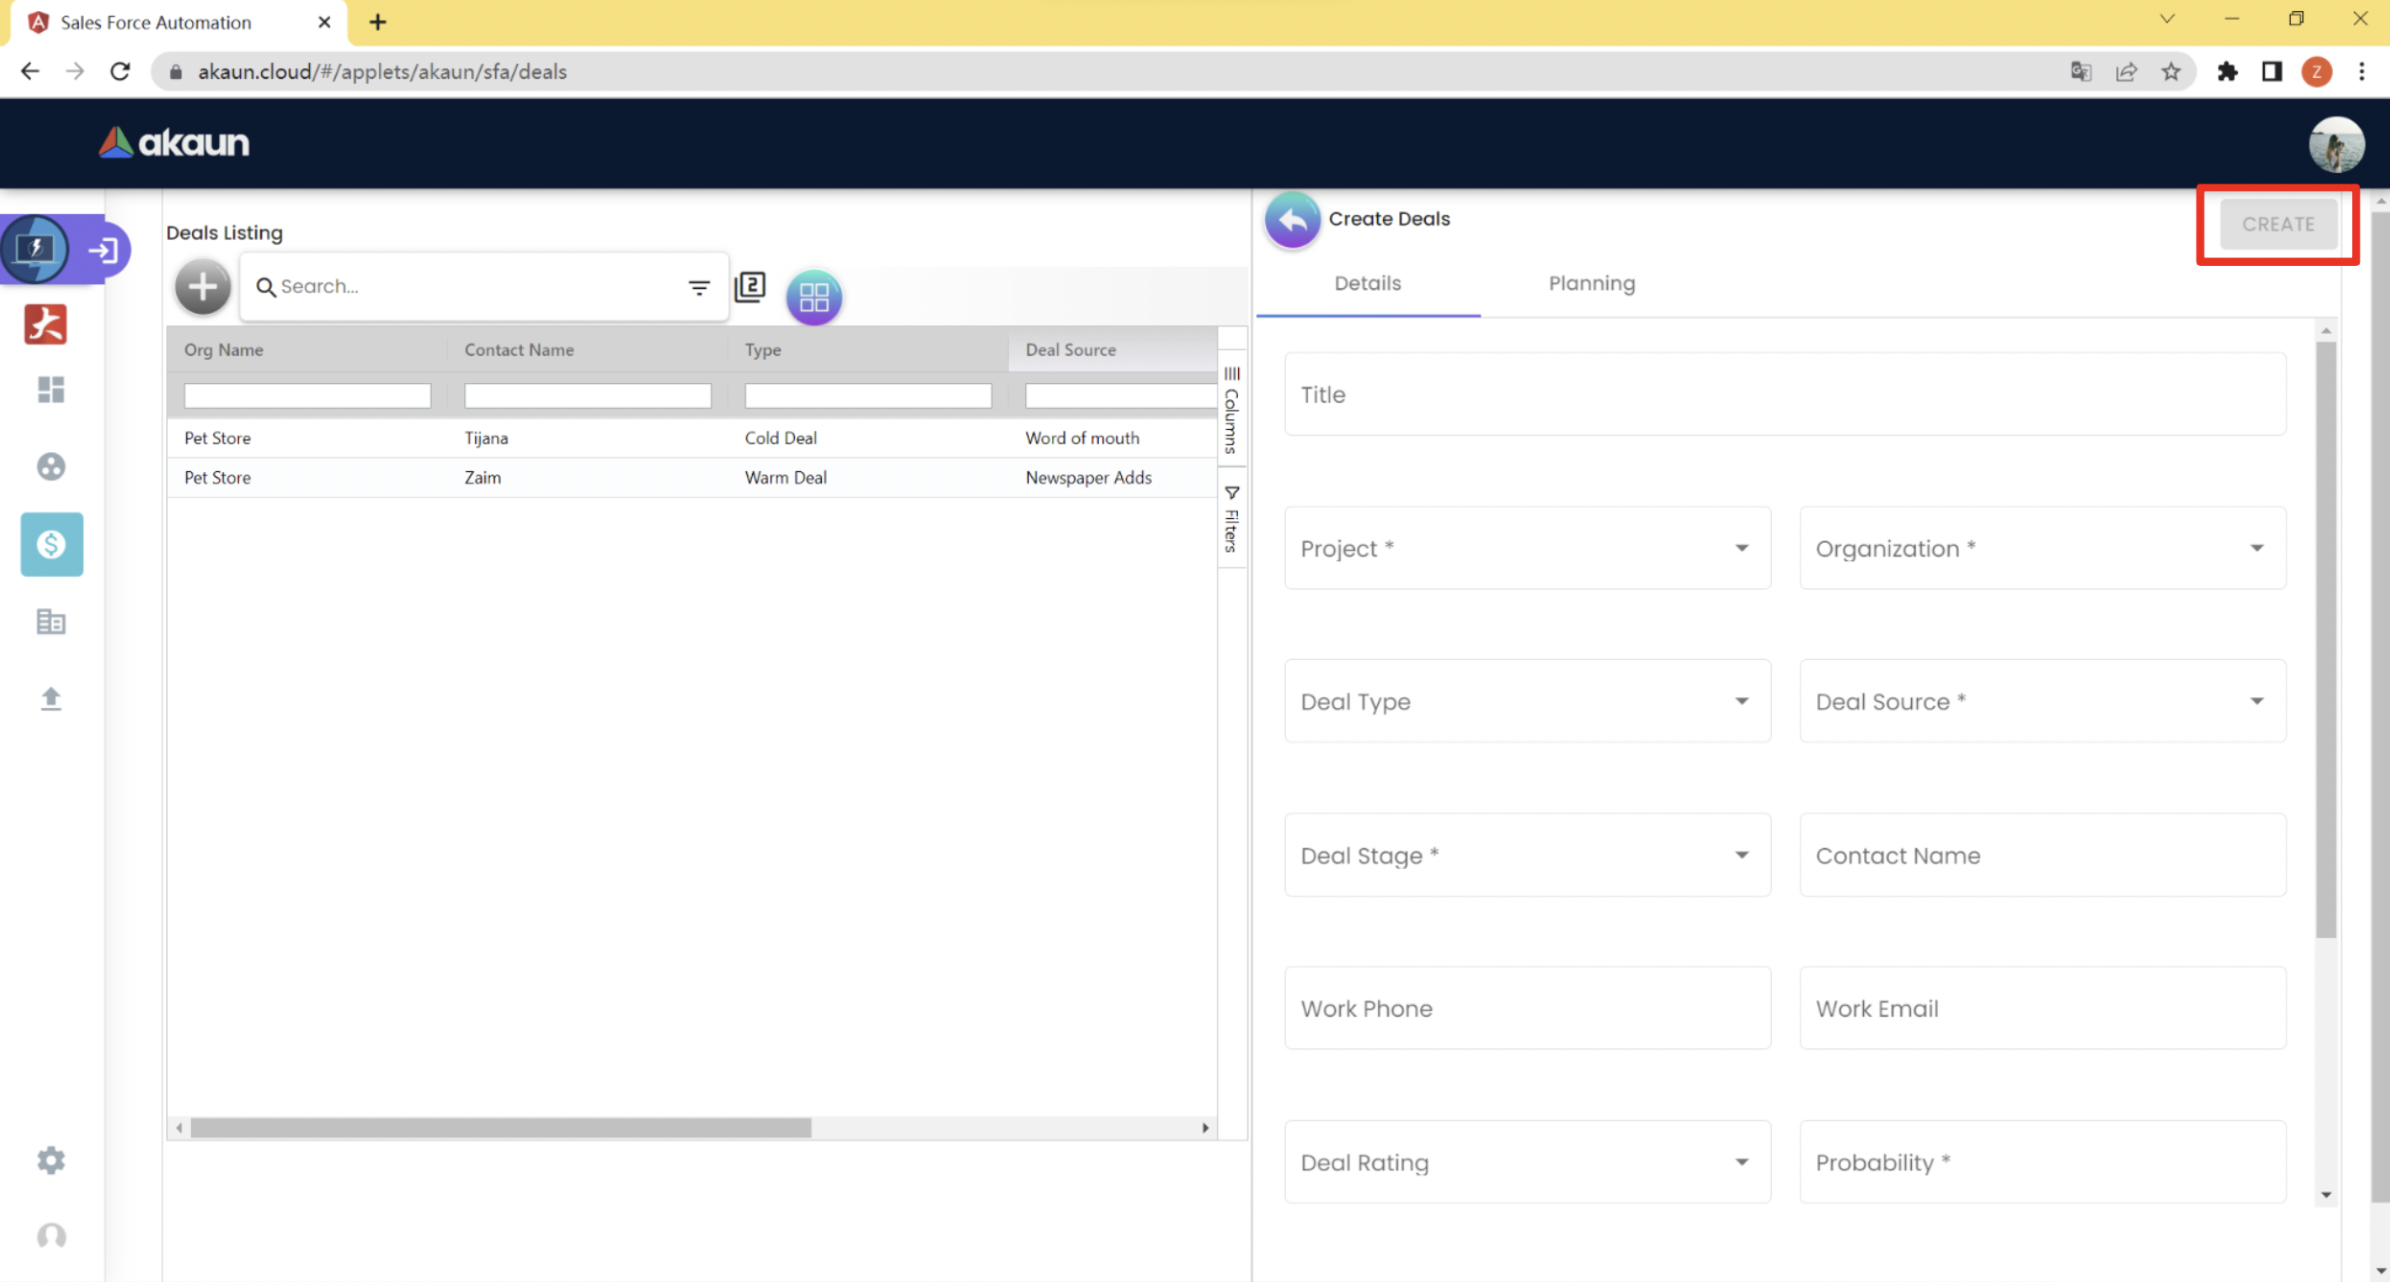 Sales Force Automation
akaun.cloud/#/applets/akaun/sfa/deals
Z
akaun
Deals Listing
Search...
2
Org Name Contact Name Type Deal Source
Pet Store Tijana Cold Deal Word of mouth
Pet Store Zaim Warm Deal Newspaper Adds
Columns
Filters
Create Deals
CREATE
Details Planning
Title
Project * Organization *
Deal Type Deal Source *
Deal Stage * Contact Name
Work Phone Work Email
Deal Rating Probability *